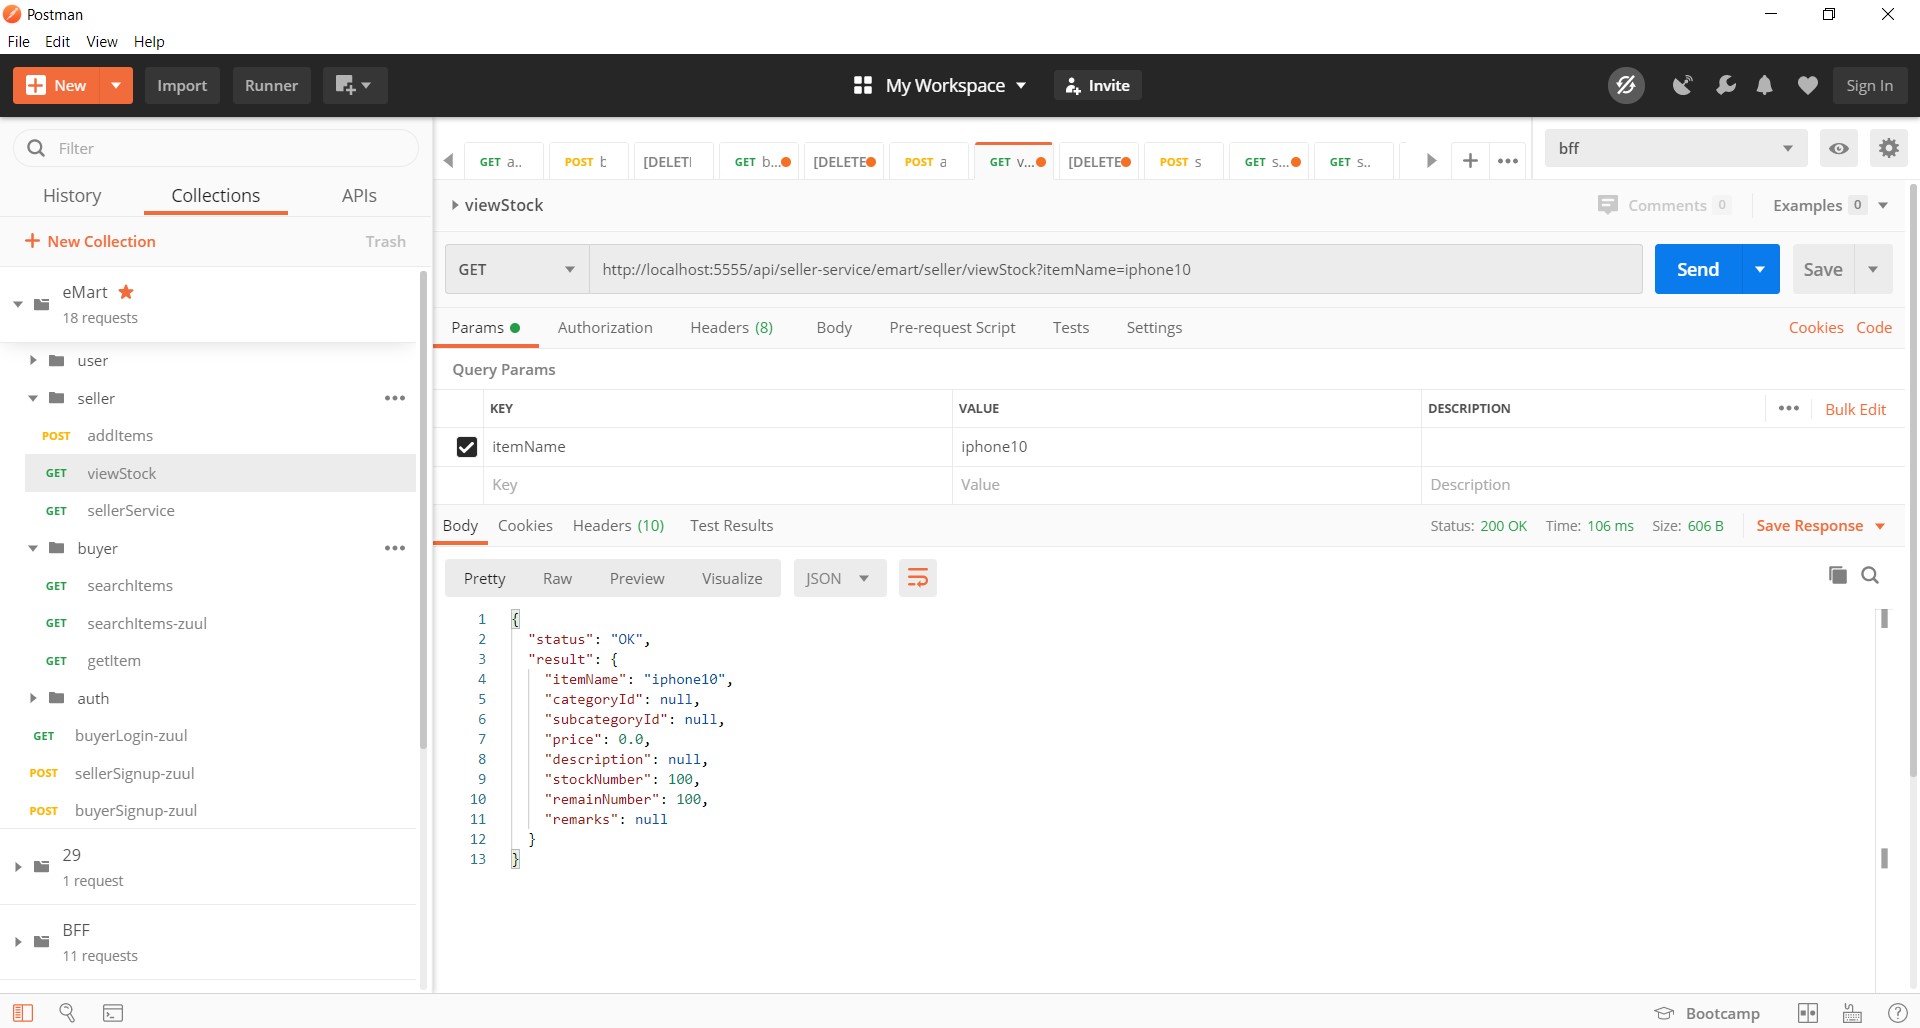 Postman
File Edit View Help
New Import Runner My Workspace Invite Sign In
Filter
History Collections APIs
New Collection Trash
eMart
18 requests
user
seller
POST addItems
GET viewStock
GET sellerService
buyer
GET searchItems
GET searchItems-zuul
GET getItem
auth
GET buyerLogin-zuul
POST sellerSignup-zuul
POST buyerSignup-zuul
29
1 request
BFF
11 requests
GET a.. POST b [DELETI GET b... [DELETE POST a GET v... [DELETE POST s GET s... GET s.. bff
viewStock Comments 0 Examples 0
GET http://localhost:5555/api/seller-service/emart/seller/viewStock?itemName=iphone10 Send Save
Params Authorization Headers (8) Body Pre-request Script Tests Settings Cookies Code
Query Params
KEY VALUE DESCRIPTION Bulk Edit
itemName iphone10
Key Value Description
Body Cookies Headers (10) Test Results Status: 200 OK Time: 106 ms Size: 606 B Save Response
Pretty Raw Preview Visualize JSON
1 {
2 "status": "OK",
3 "result": {
4 "itemName": "iphone10",
5 "categoryId": null,
6 "subcategoryId": null,
7 "price": 0.0,
8 "description": null,
9 "stockNumber": 100,
10 "remainNumber": 100,
11 "remarks": null
12 }
13 }
Bootcamp